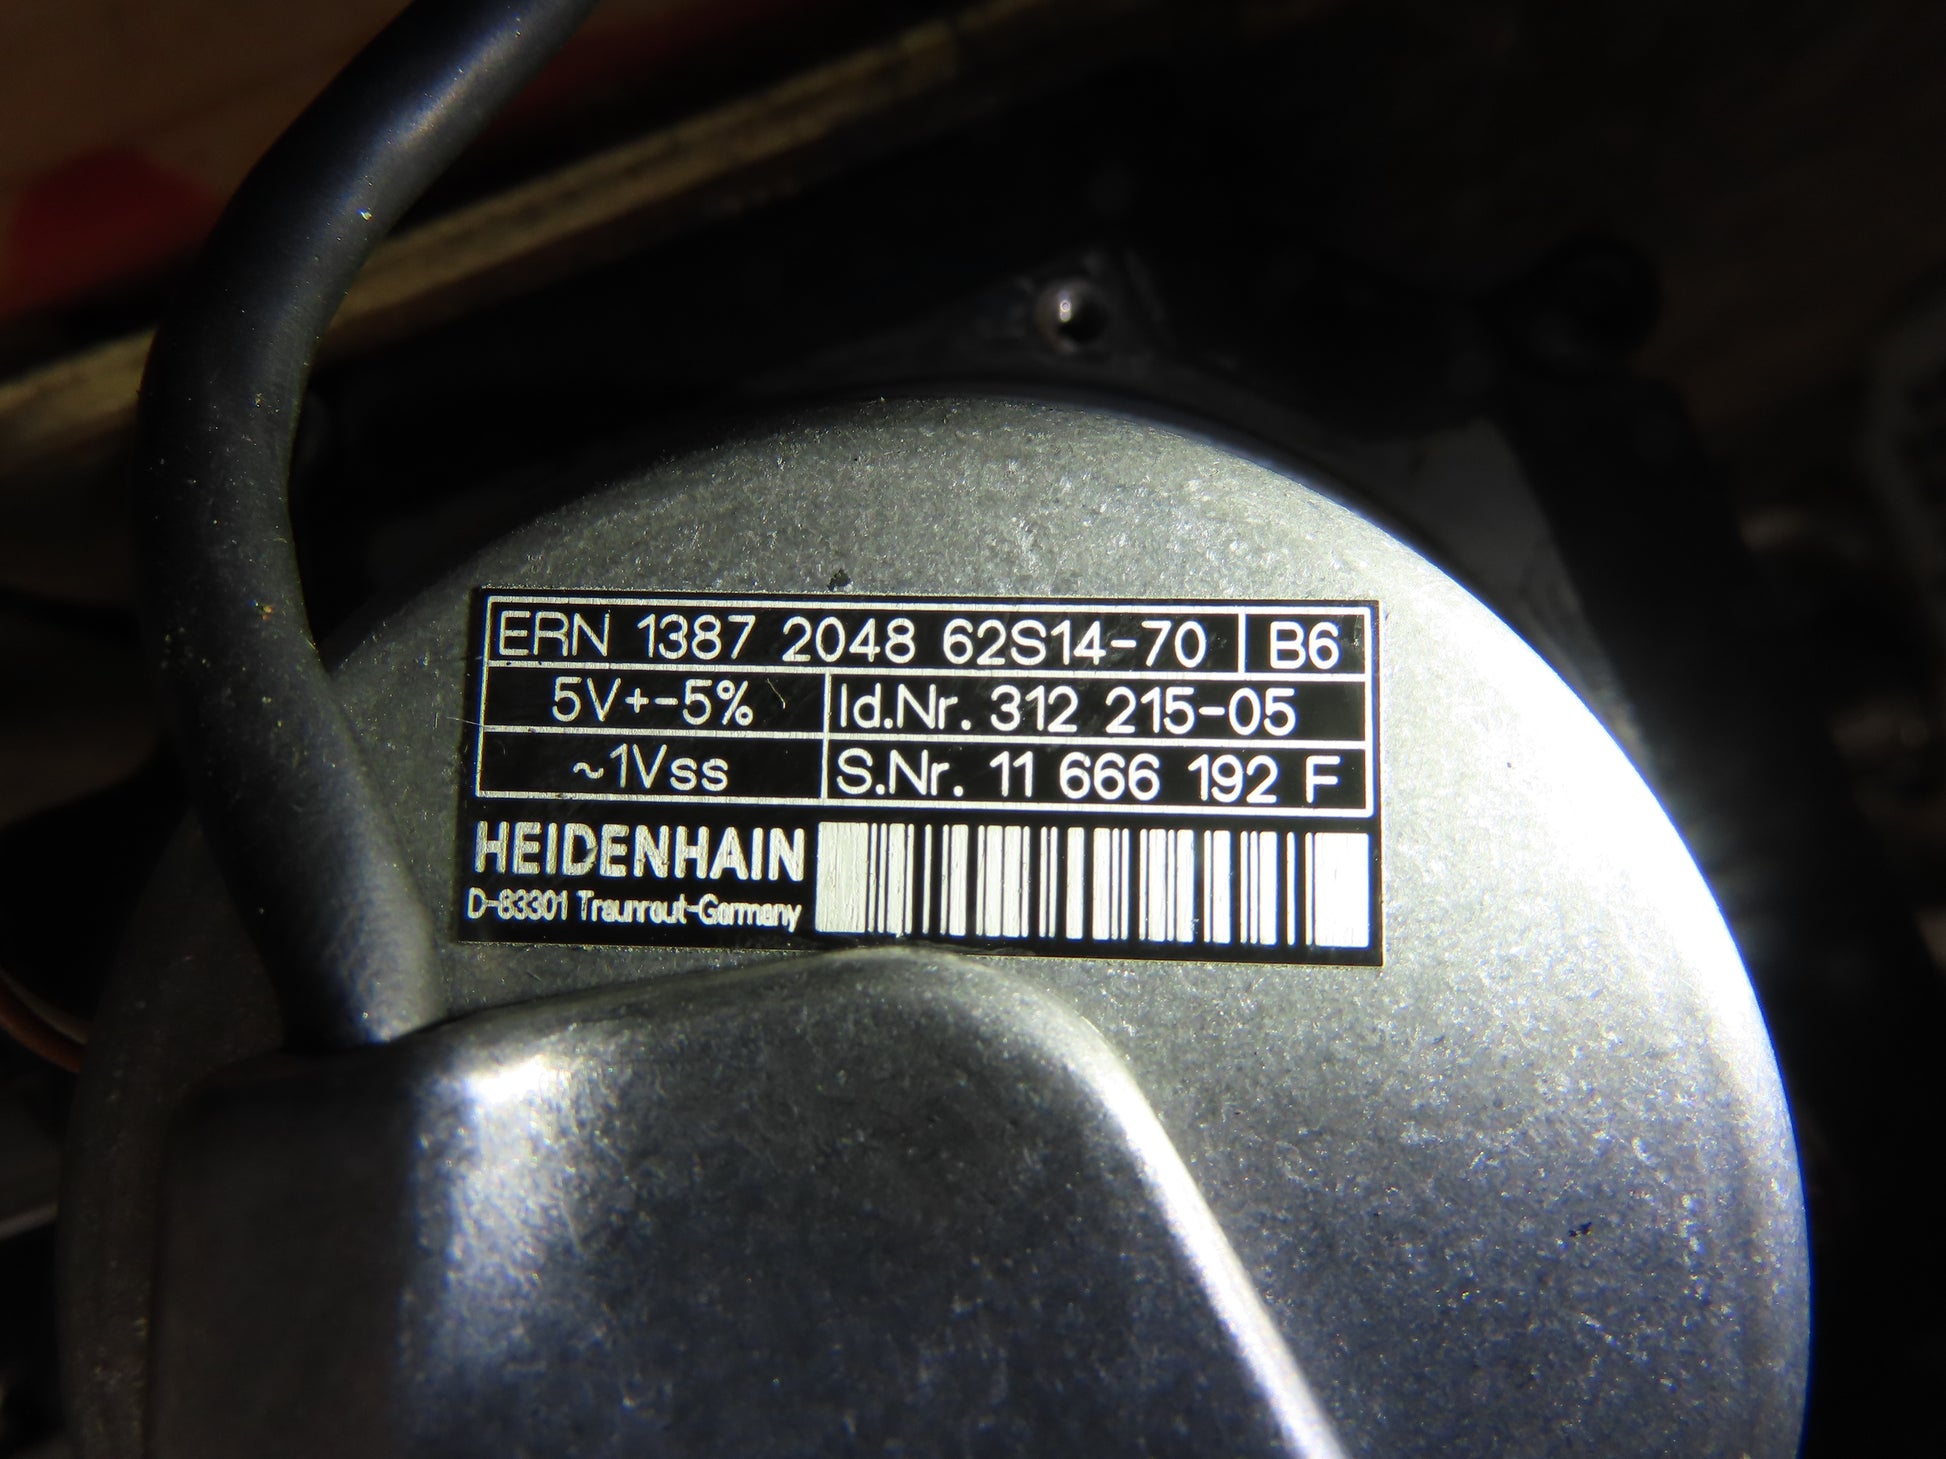 ERN 1387 2048 62S14-70 B6
5V+-5% Id.Nr. 312 215-05
~1Vss S.Nr. 11 666 192 F
HEIDENHAIN
D-83301 Traunreut-Germany